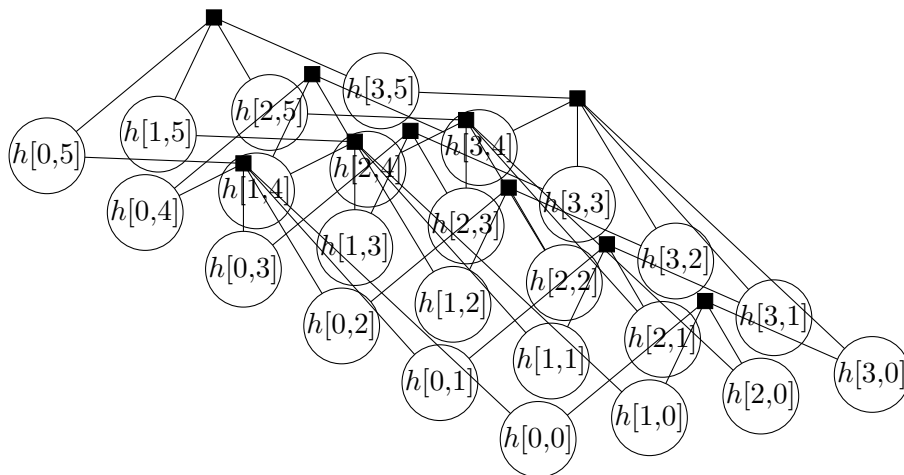 h[3,5]
h[2,5]
h[1,5]
h[3,4]
h[0,5]
h[2,4]
h[1,4]
h[3,3]
h[0,4]
h[2,3]
h[1,3]
h[3,2]
h[0,3]
h[2,2]
h[1,2]
h[3,1]
h[0,2]
h[2,1]
h[1,1]
h[3,0]
h[0,1]
h[2,0]
h[1,0]
h[0,0]